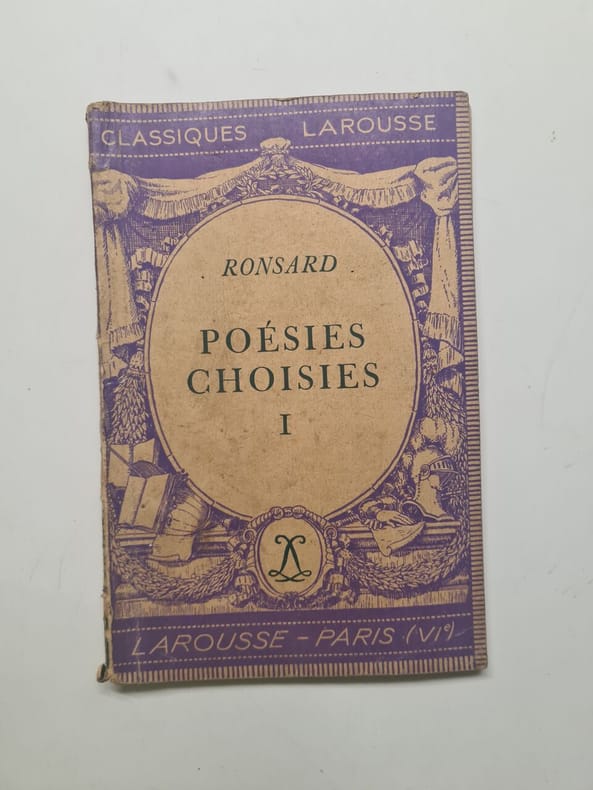 CLASSIQUES LAROUSSE
RONSARD
POÉSIES
CHOISIES
I
LAROUSSE - PARIS (VIᵉ)